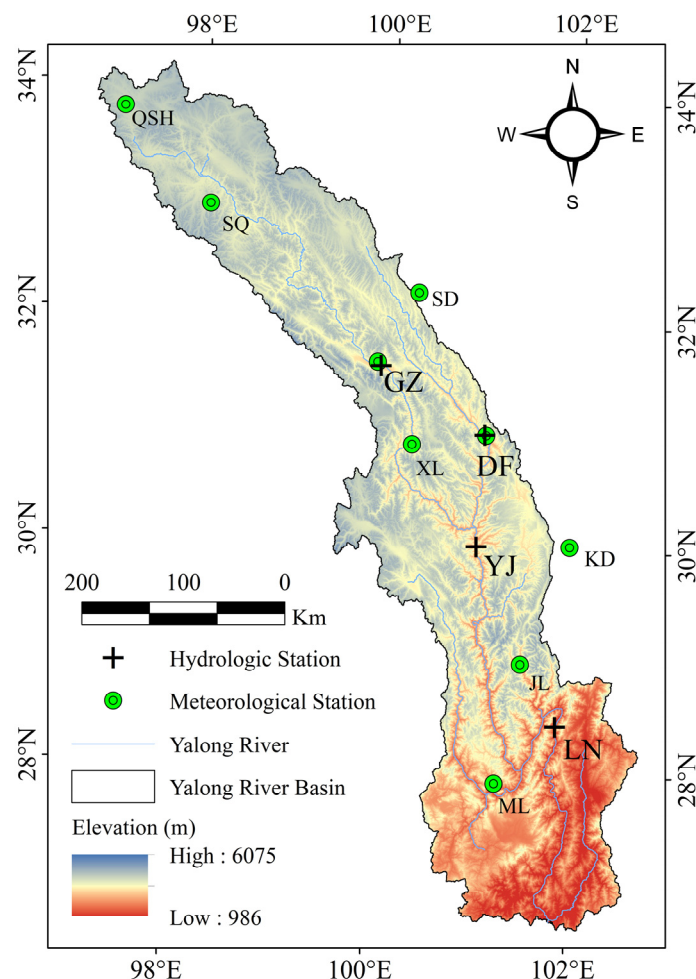 98°E 100°E 102°E
34°N
34°N
N
W E
S
QSH
SQ
SD
32°N
32°N
GZ
XL
DF
30°N
30°N
YJ
KD
200 100 0
Km
Hydrologic Station
JL
Meteorological Station
LN
Yalong River
28°N
28°N
Yalong River Basin
ML
Elevation (m)
High : 6075
Low : 986
98°E 100°E 102°E